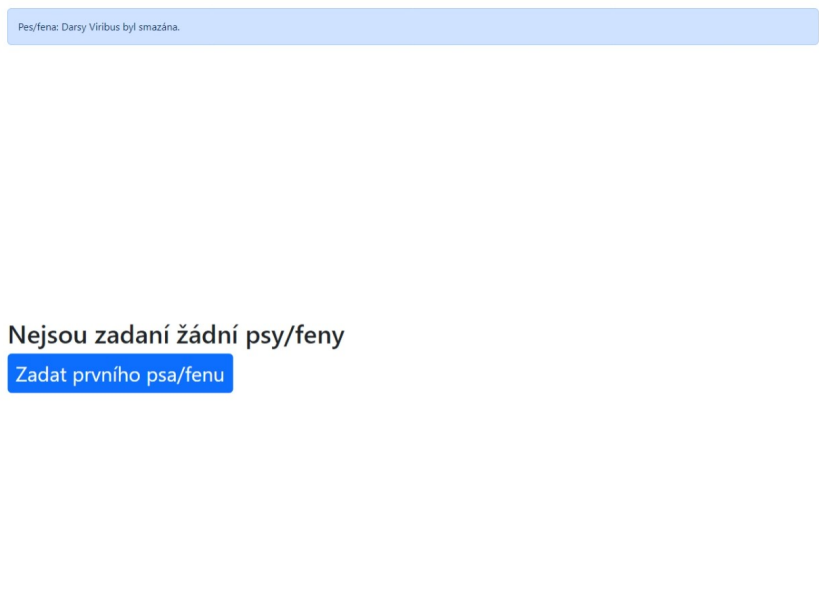 Pes/fena: Darsy Viribus byl smazána.
Nejsou zadaní žádní psy/feny
Zadat prvního psa/fenu